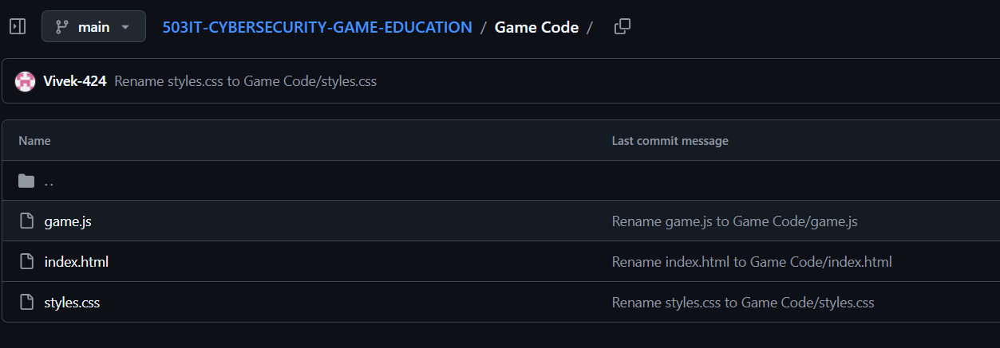 main 503IT-CYBERSECURITY-GAME-EDUCATION / Game Code /
Vivek-424 Rename styles.css to Game Code/styles.css
Name Last commit message
..
game.js Rename game.js to Game Code/game.js
index.html Rename index.html to Game Code/index.html
styles.css Rename styles.css to Game Code/styles.css